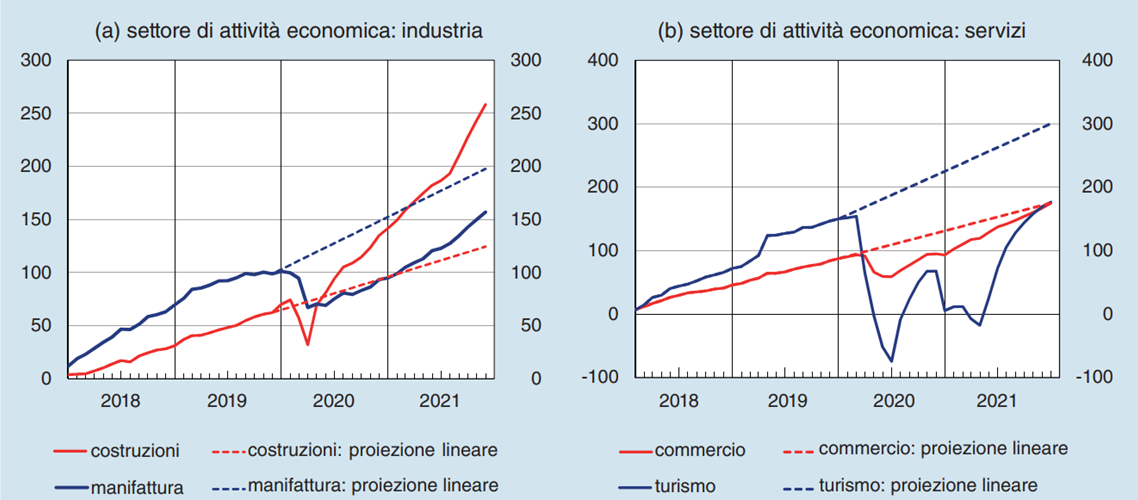 (a) settore di attività economica: industria
300 300
250 250
200 200
150 150
100 100
50 50
0 0
2018 2019 2020 2021
costruzioni costruzioni: proiezione lineare
manifattura manifattura: proiezione lineare
(b) settore di attività economica: servizi
400 400
300 300
200 200
100 100
0 0
-100 -100
2018 2019 2020 2021
commercio commercio: proiezione lineare
turismo turismo: proiezione lineare